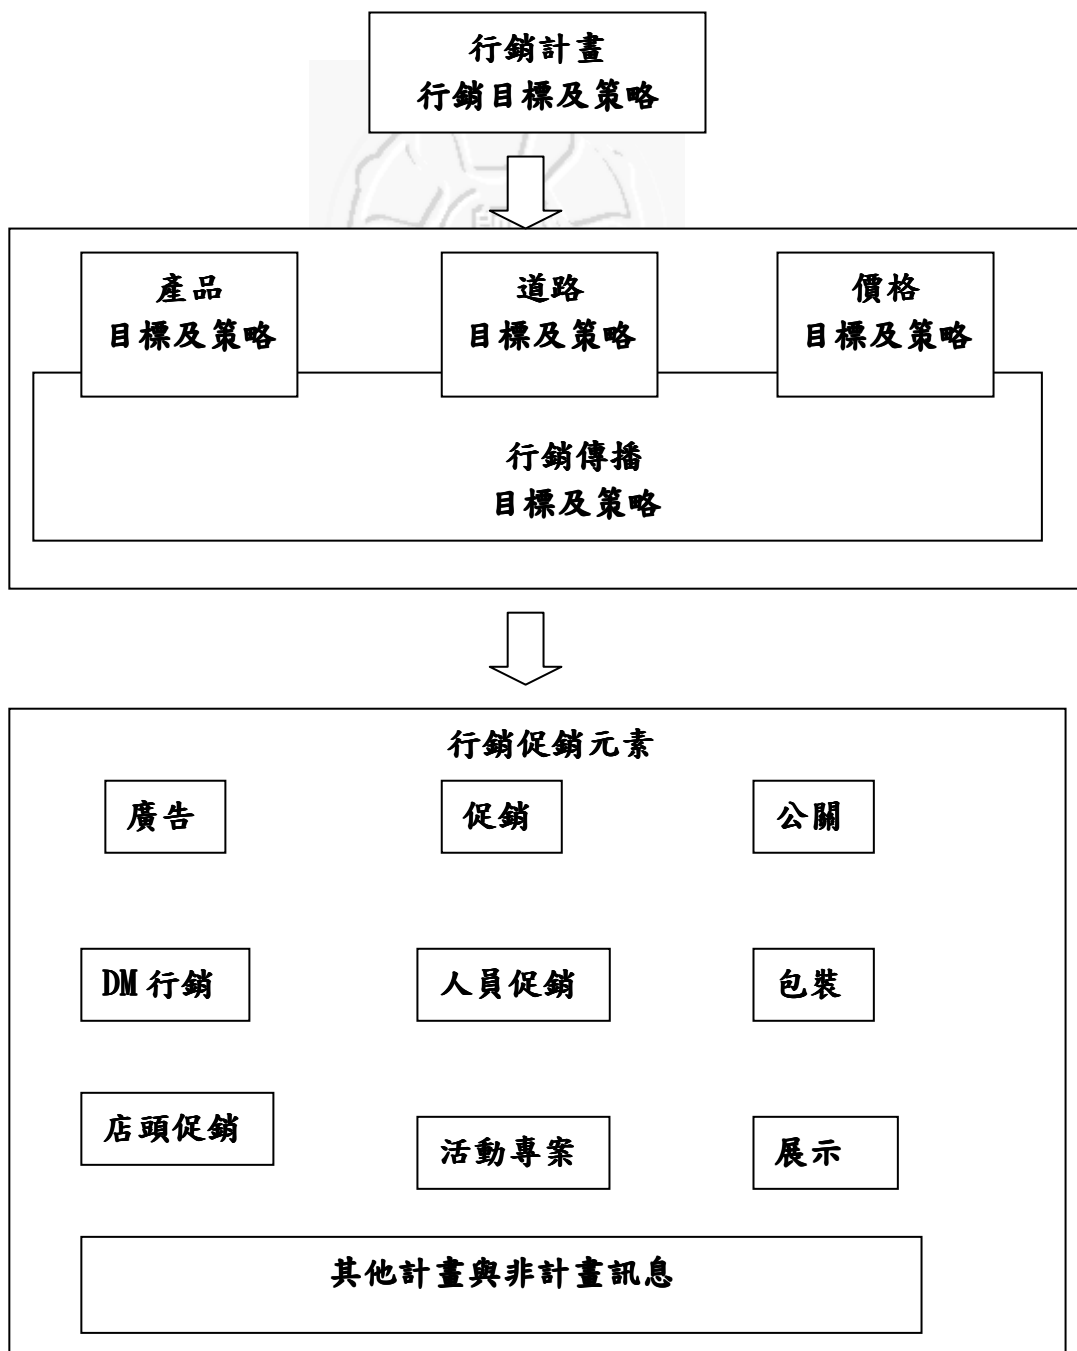 行銷計畫
行銷目標及策略
產品
目標及策略
道路
目標及策略
價格
目標及策略
行銷傳播
目標及策略
行銷促銷元素
廣告
促銷
公關
DM 行銷
人員促銷
包裝
店頭促銷
活動專案
展示
其他計畫與非計畫訊息